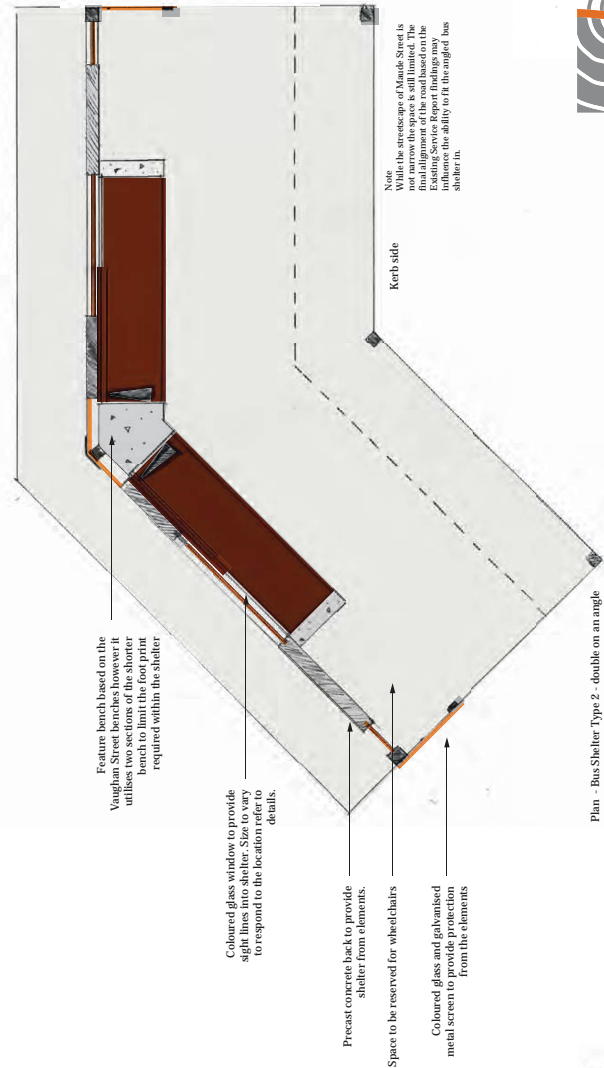 Feature bench based on the
Vaughan Street benches however it
utilises two sections of the shorter
bench to limit the foot print
required within the shelter
Coloured glass window to provide
sight lines into shelter. Size to vary
to respond to the location refer to
details.
Precast concrete back to provide
shelter from elements.
Space to be reserved for wheelchairs
Coloured glass and galvanised
metal screen to provide protection
from the elements
Note
While the streetscape of Maude Street is
not narrow the space is still limited. The
final alignment of the road based on the
Existing Service Report findings may
influence the ability to fit the angled bus
shelter in.
Kerb side
Plan - Bus Shelter Type 2 - double on an angle